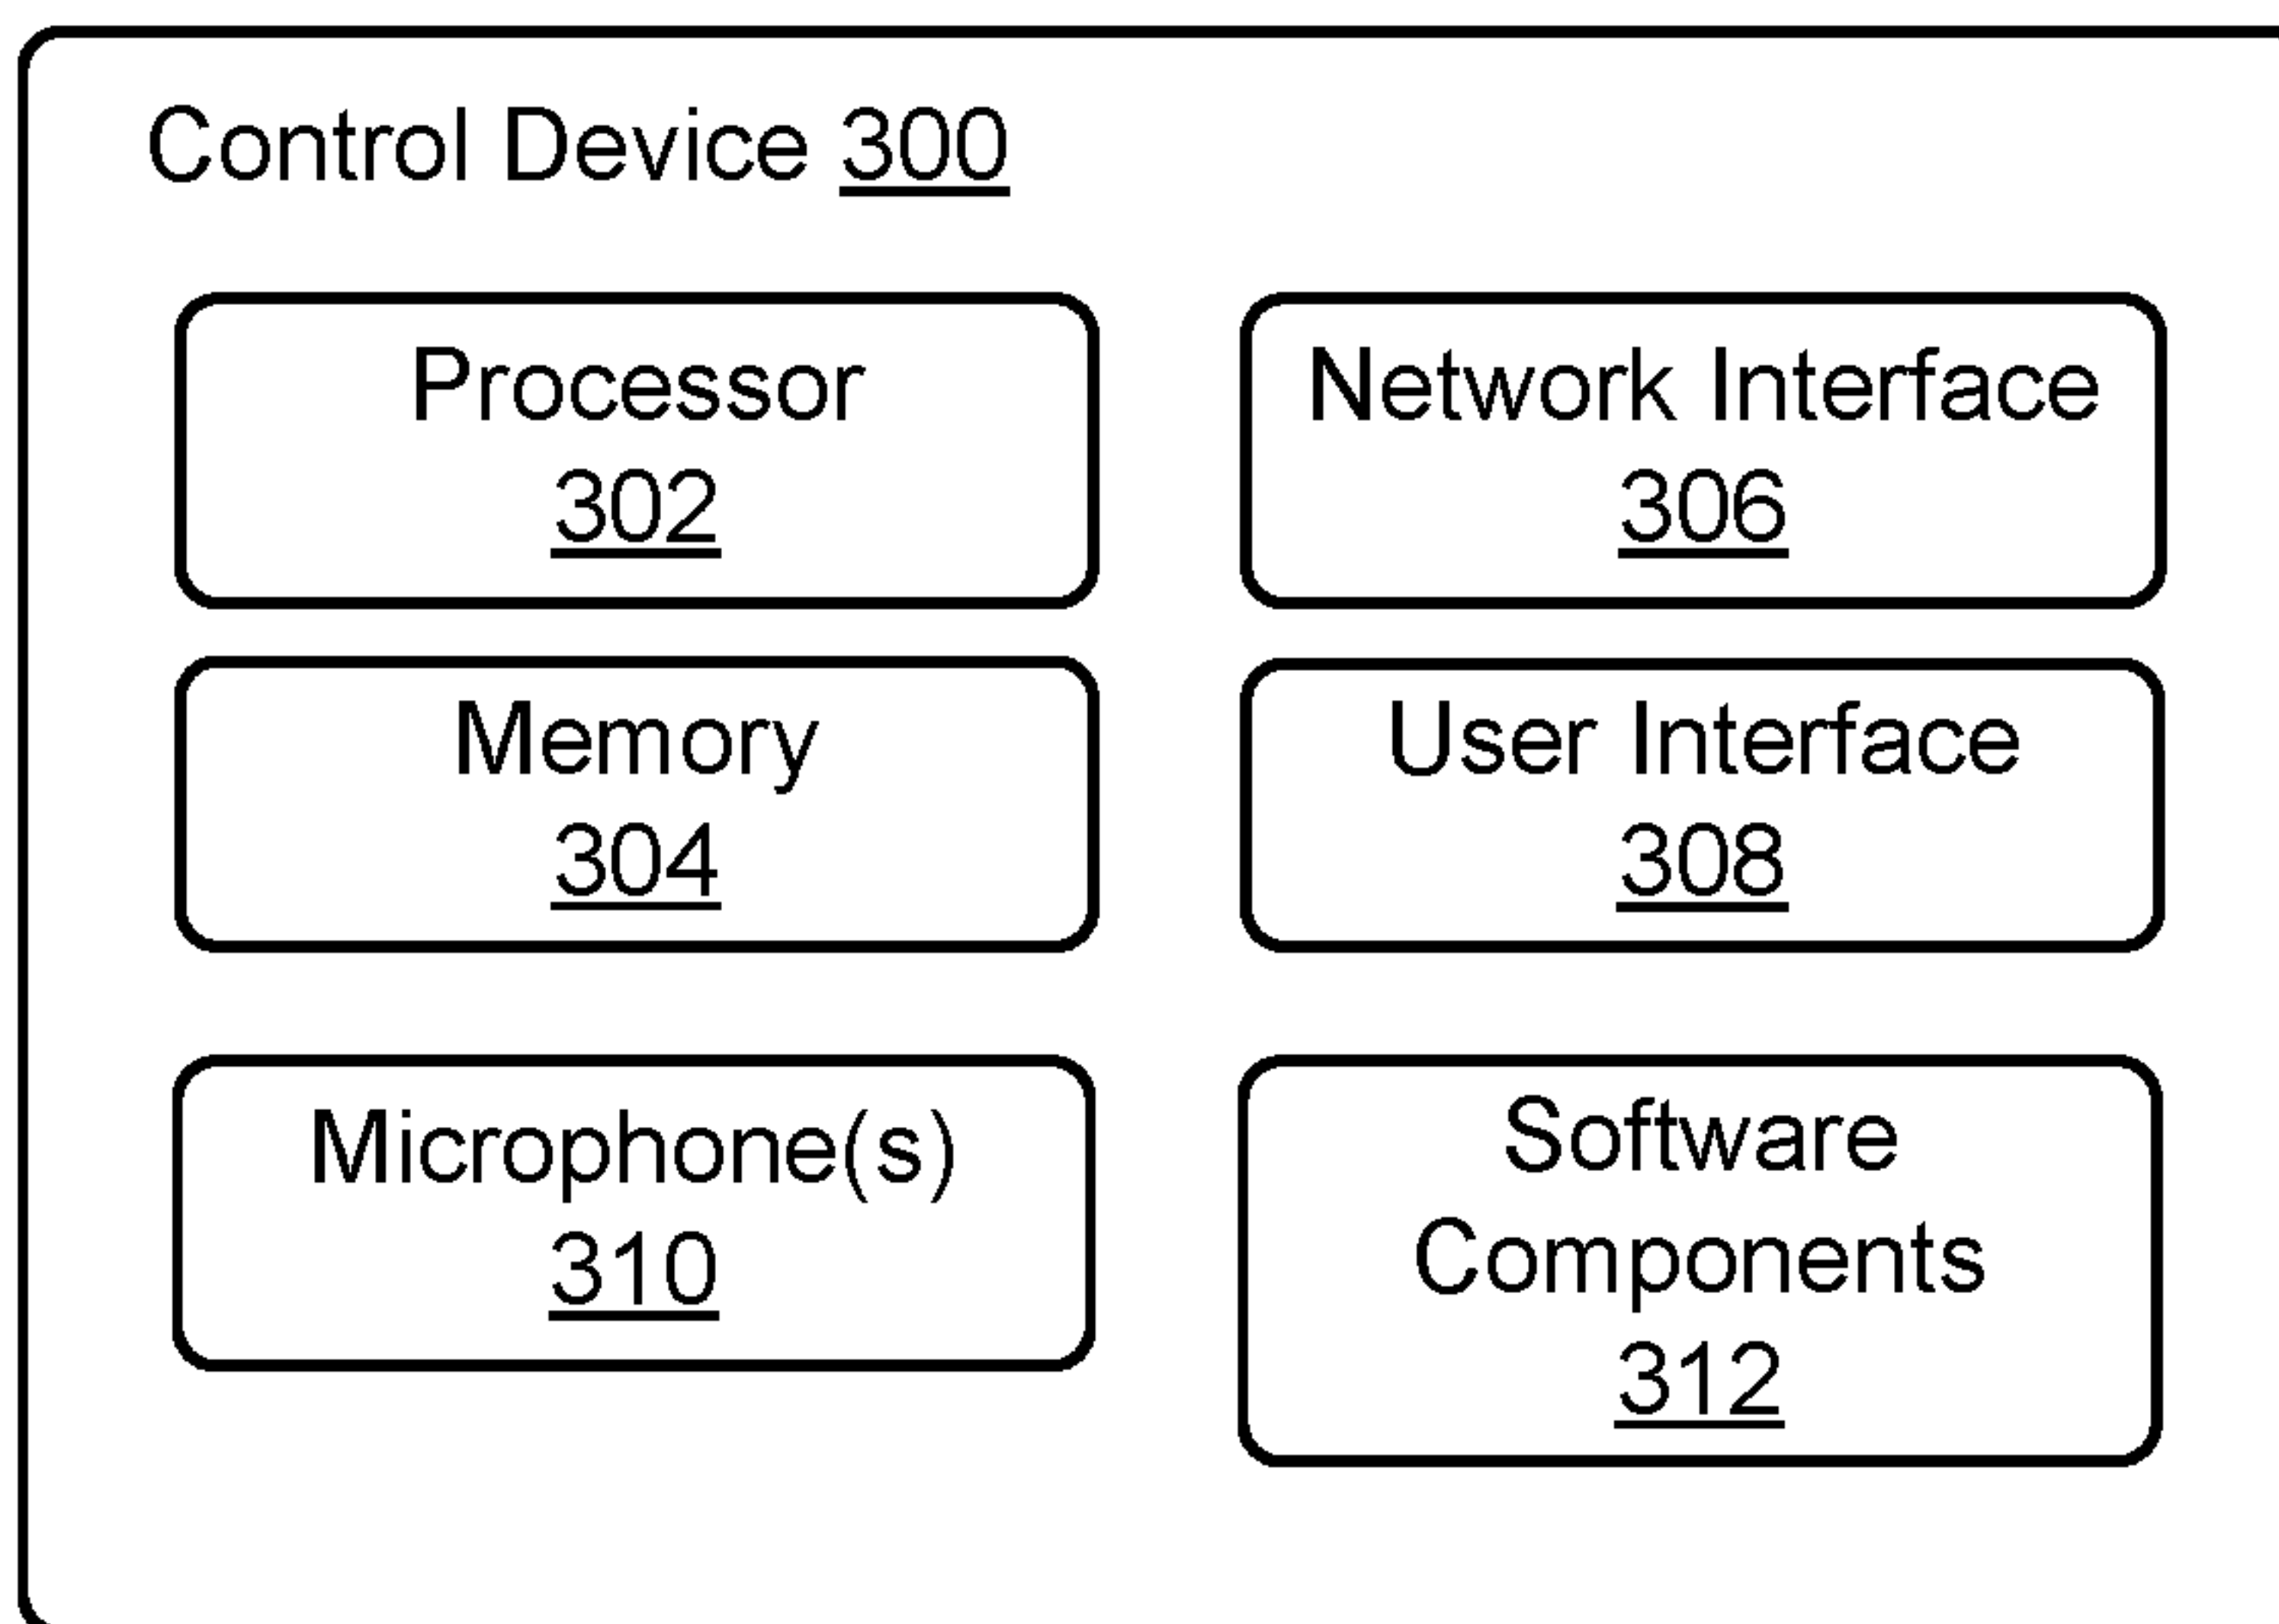 Control Device 300
Processor
302
Network Interface
306
Memory
304
User Interface
308
Microphone(s)
310
Software
Components
312